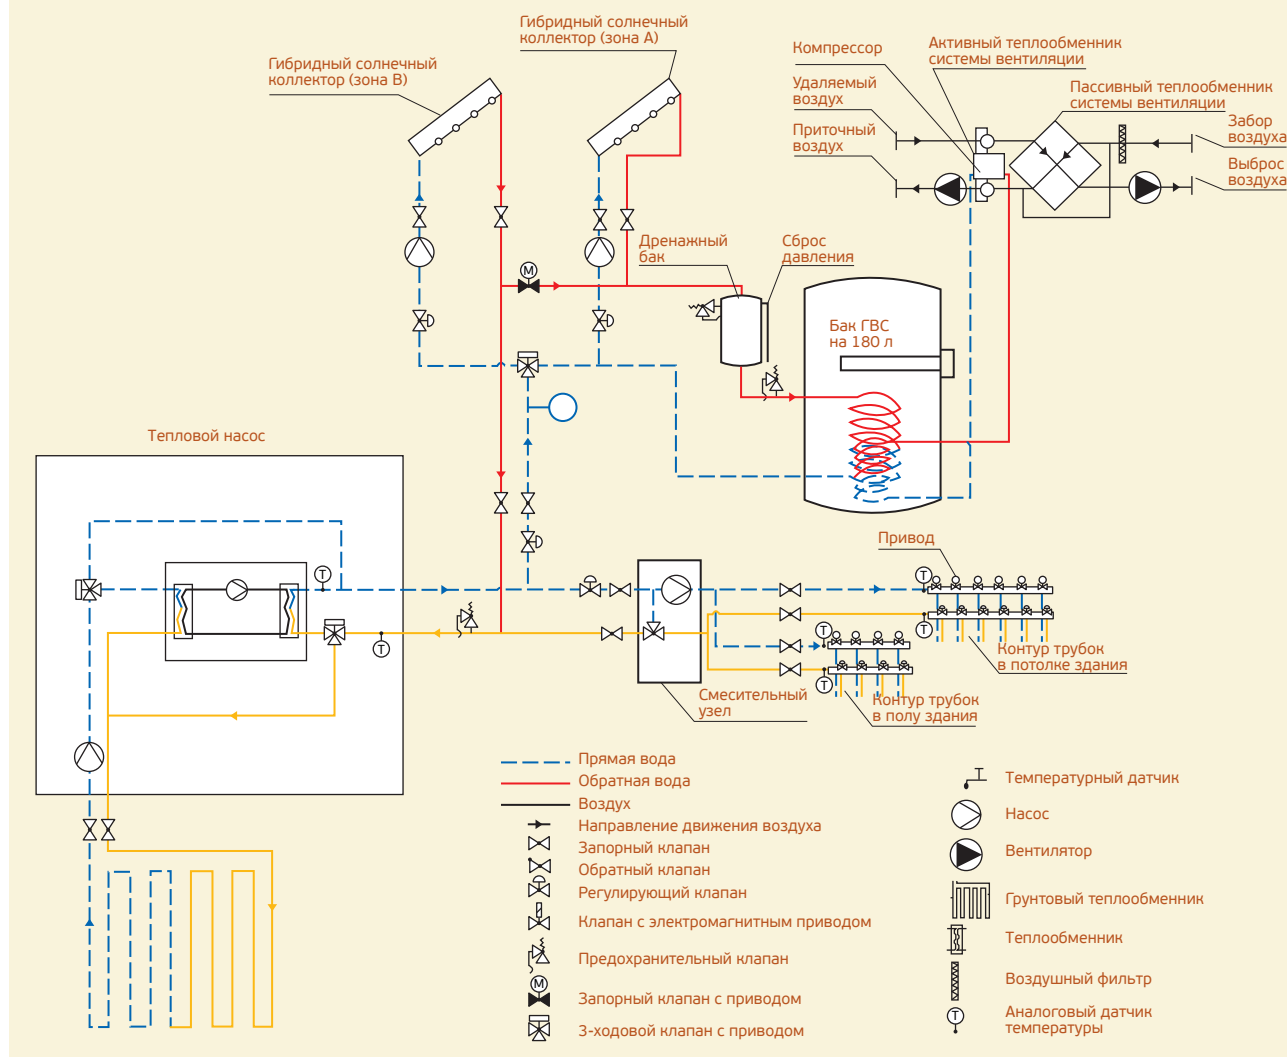 Гибридный солнечный
коллектор (зона A)
Гибридный солнечный
коллектор (зона B)
Компрессор
Активный теплообменник
системы вентиляции
Удаляемый
воздух
Пассивный теплообменник
системы вентиляции
Приточный
воздух
Забор
воздуха
Выброс
воздуха
Дренажный
бак
Сброс
давления
M
Бак ГВС
на 180 л
Тепловой насос
Привод
T
T
T
T
T
T
Контур трубок
в потолке здания
Смесительный
узел
Контур трубок
в полу здания
Прямая вода
Обратная вода
Воздух
Направление движения воздуха
Запорный клапан
Обратный клапан
Регулирующий клапан
Клапан с электромагнитным приводом
Предохранительный клапан
M
Запорный клапан с приводом
3-ходовой клапан с приводом
T
Температурный датчик
Насос
Вентилятор
Грунтовый теплообменник
Теплообменник
Воздушный фильтр
T
Аналоговый датчик
температуры